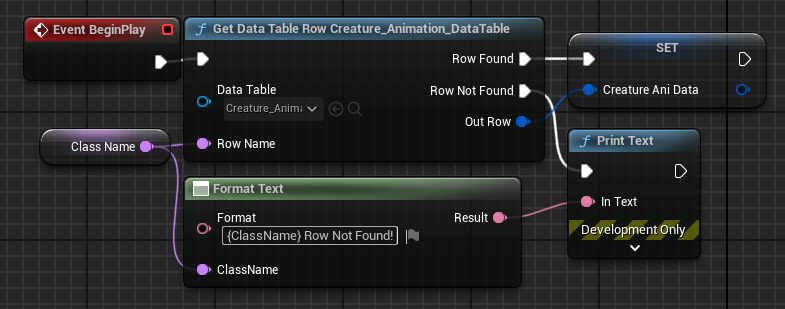 Event BeginPlay
Get Data Table Row Creature_Animation_DataTable
Row Found
Data Table
Creature_Anima
Row Not Found
Out Row
Row Name
SET
Creature Ani Data
Class Name
Print Text
In Text
Development Only
Format Text
Format
{ClassName} Row Not Found!
Result
ClassName